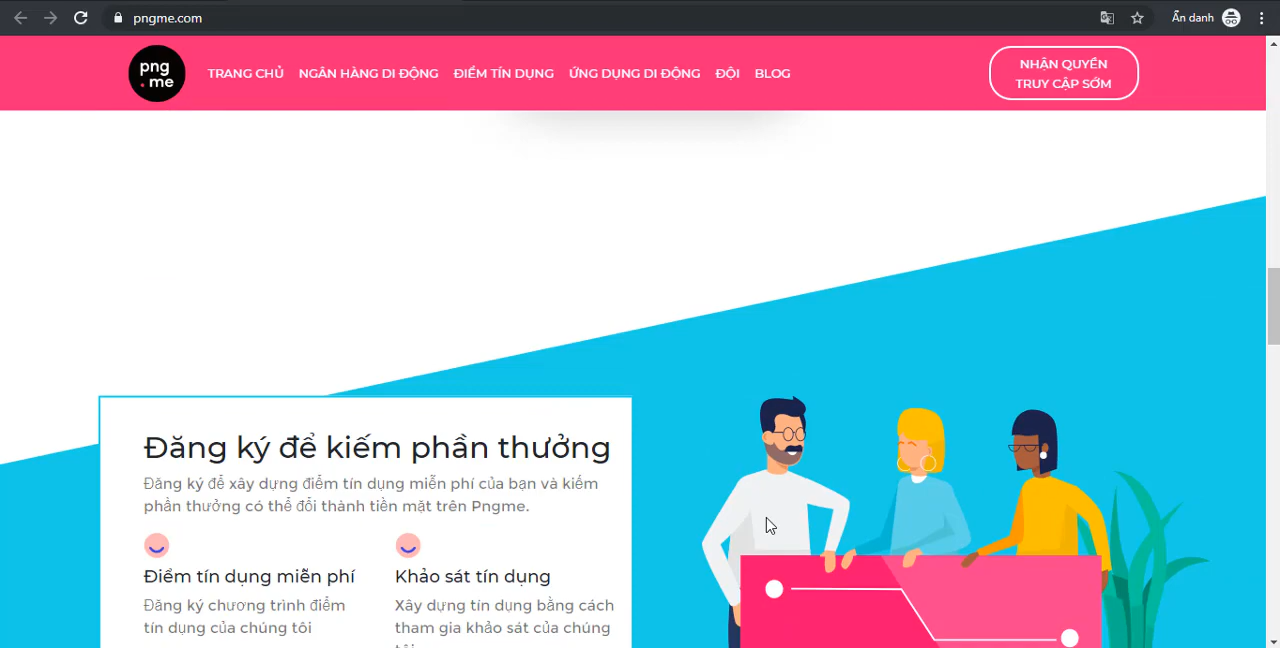 pngme.com
Ẩn danh
png
.me
TRANG CHỦ
NGÂN HÀNG DI ĐỘNG
ĐIỂM TÍN DỤNG
ỨNG DỤNG DI ĐỘNG
ĐỘI
BLOG
NHẬN QUYỀN
TRUY CẬP SỚM
Đăng ký để kiếm phần thưởng
Đăng ký để xây dựng điểm tín dụng miễn phí của bạn và kiếm
phần thưởng có thể đổi thành tiền mặt trên Pngme.
Điểm tín dụng miễn phí
Đăng ký chương trình điểm
tín dụng của chúng tôi
Khảo sát tín dụng
Xây dựng tín dụng bằng cách
tham gia khảo sát của chúng